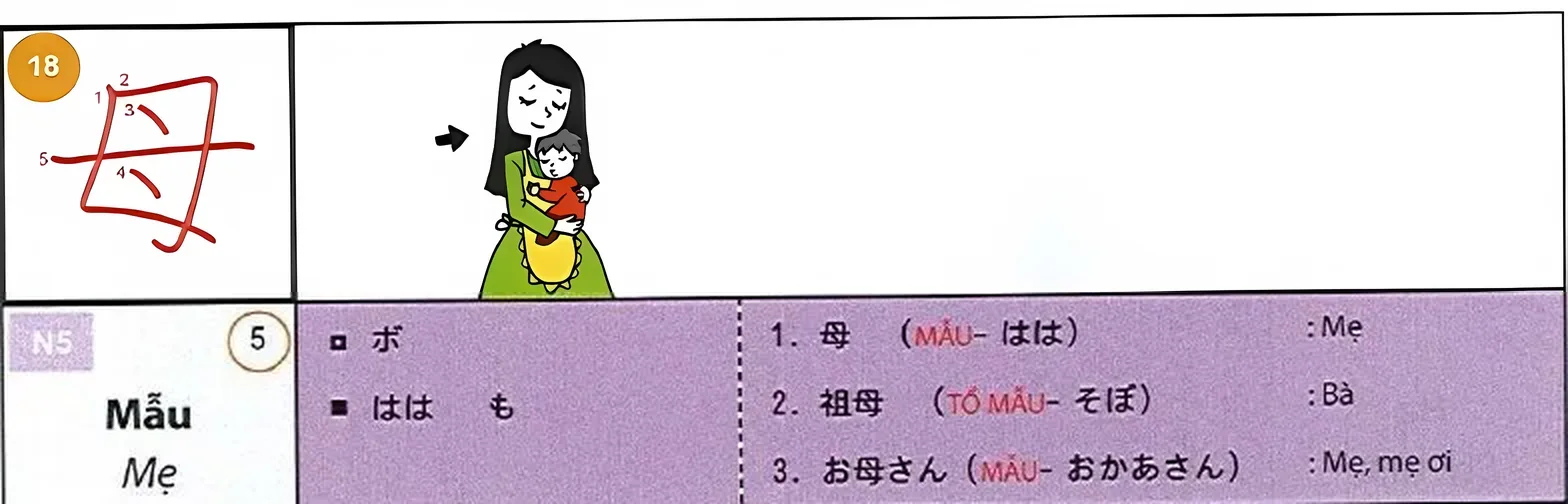 18
母
1
2
3
4
5
N5
5
Mẫu
Mẹ
ボ
はは も
1. 母 (MẪU- はは) : Mẹ
2. 祖母 (TỔ MẪU- そぼ) : Bà
3. お母さん (MẪU- おかあさん) : Mẹ, mẹ ơi